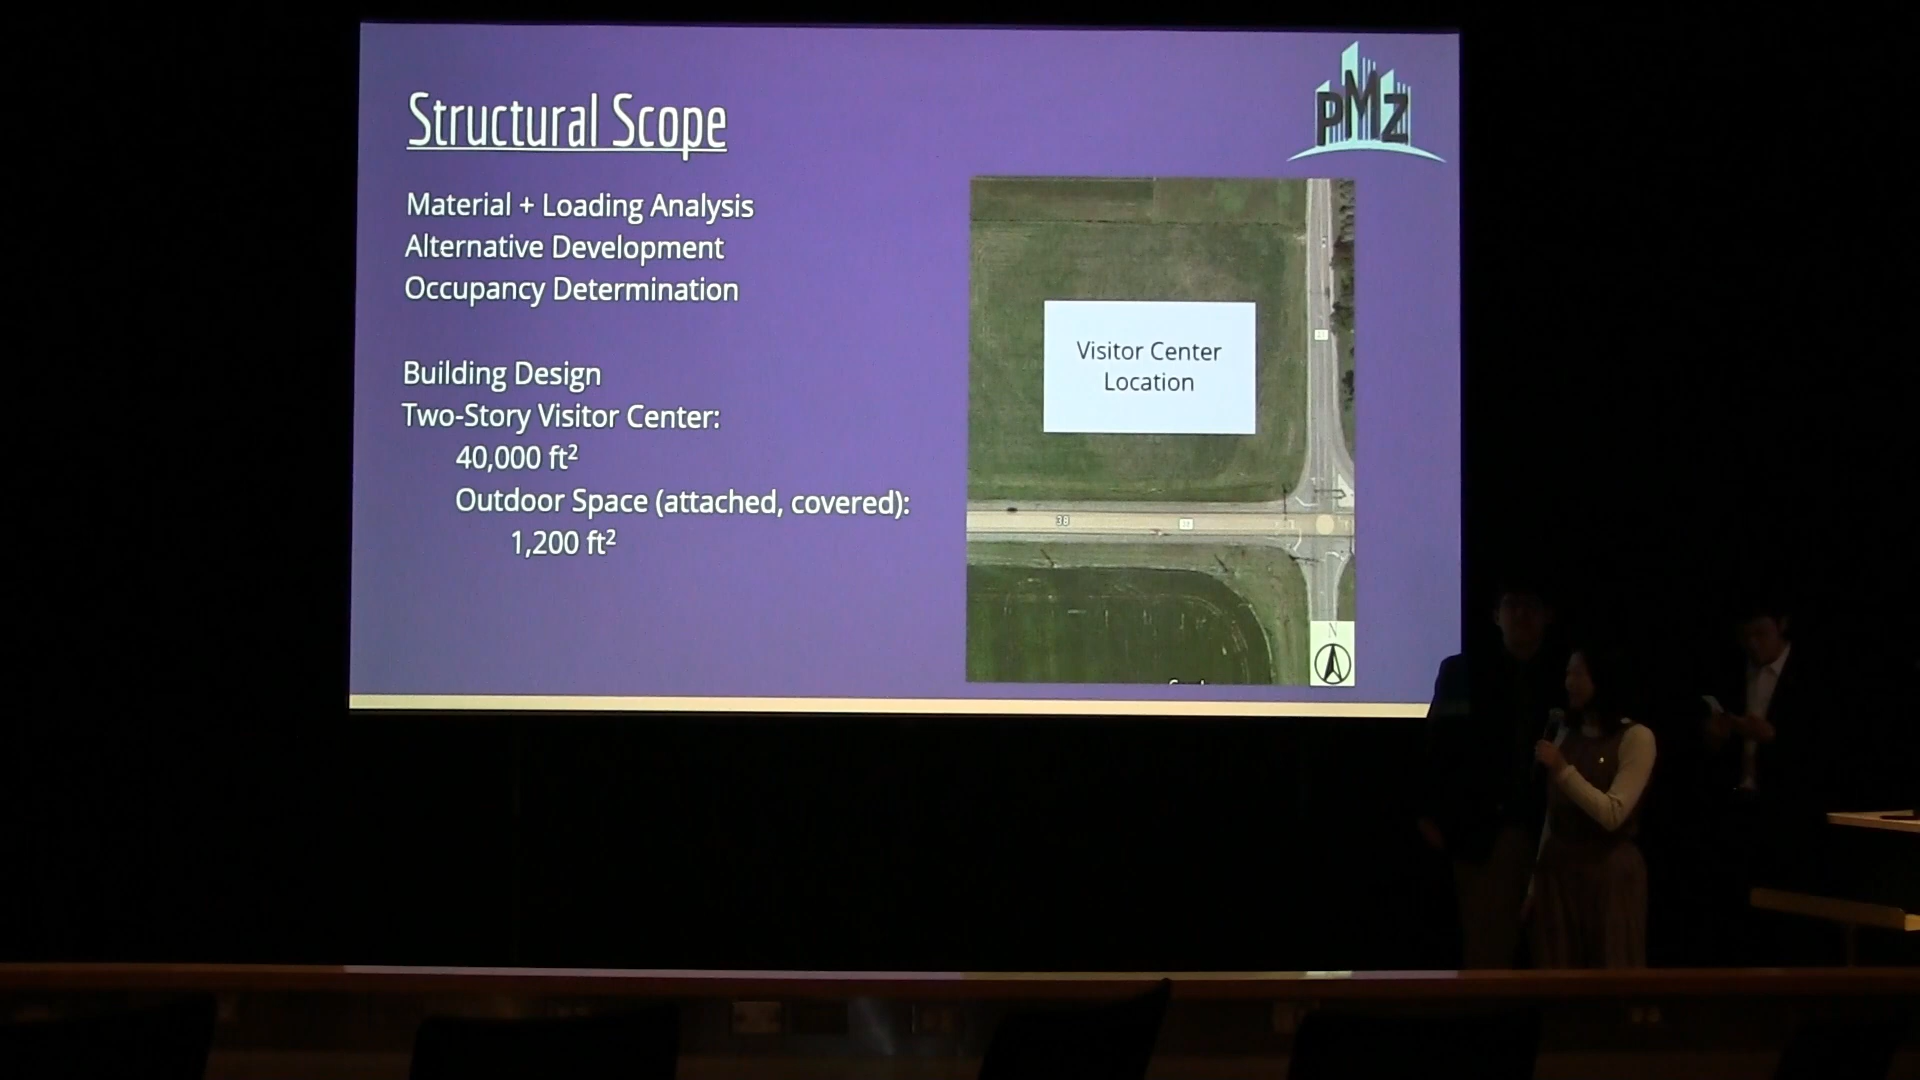 Structural Scope
PMZ
Material + Loading Analysis
Alternative Development
Occupancy Determination
Building Design
Two-Story Visitor Center:
40,000 ft²
Outdoor Space (attached, covered):
1,200 ft²
Visitor Center
Location
38
N